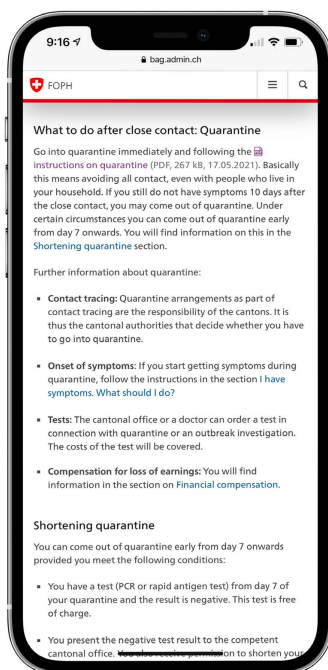 9:16
bag.admin.ch
FOPH
What to do after close contact: Quarantine
Go into quarantine immediately and following the
instructions on quarantine (PDF, 267 kB, 17.05.2021). Basically
this means avoiding all contact, even with people who live in
your household. If you still do not have symptoms 10 days after
the close contact, you may come out of quarantine. Under
certain circumstances you can come out of quarantine early
from day 7 onwards. You will find information on this in the
Shortening quarantine section.
Further information about quarantine:
▪ Contact tracing: Quarantine arrangements as part of
contact tracing are the responsibility of the cantons. It is
thus the cantonal authorities that decide whether you have
to go into quarantine.
▪ Onset of symptoms: If you start getting symptoms during
quarantine, follow the instructions in the section I have
symptoms. What should I do?
▪ Tests: The cantonal office or a doctor can order a test in
connection with quarantine or an outbreak investigation.
The costs of the test will be covered.
▪ Compensation for loss of earnings: You will find
information in the section on Financial compensation.
Shortening quarantine
You can come out of quarantine early from day 7 onwards
provided you meet the following conditions:
▪ You have a test (PCR or rapid antigen test) from day 7 of
your quarantine and the result is negative. This test is free
of charge.
▪ You present the negative test result to the competent
cantonal office. You also receive permission to shorten your